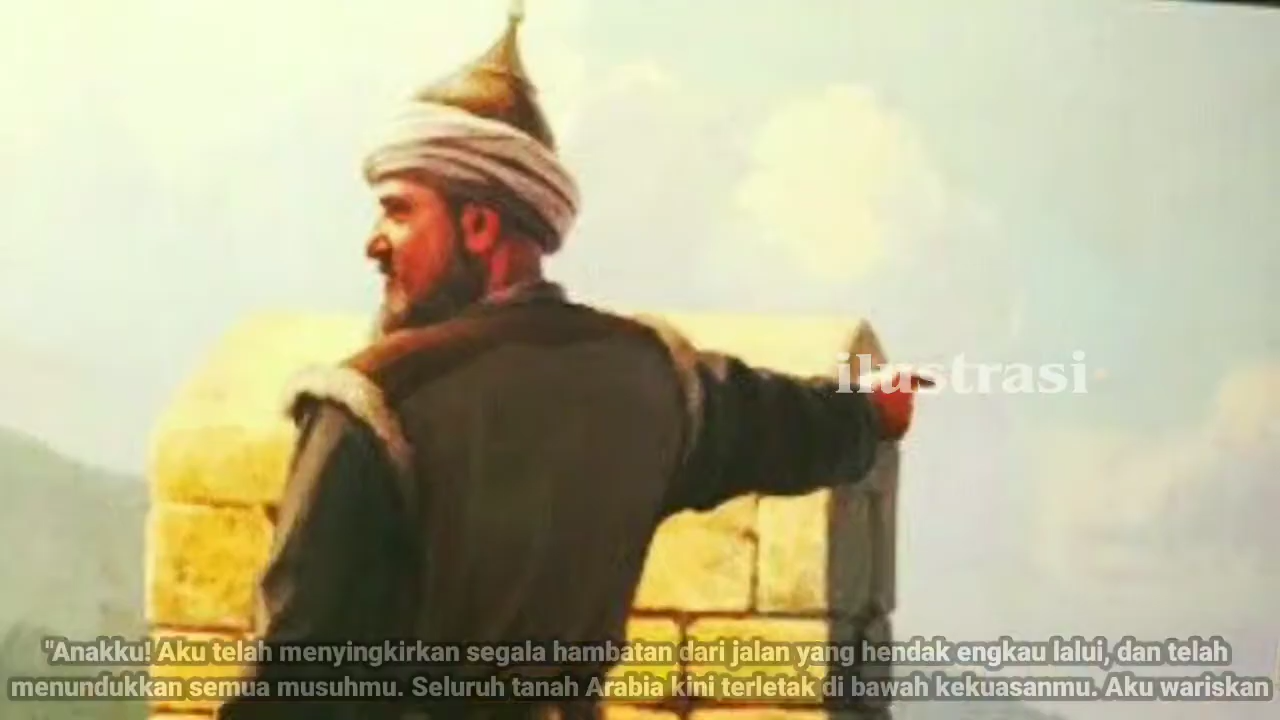 ilustrasi
"Anakku! Aku telah menyingkirkan segala hambatan dari jalan yang hendak engkau lalui, dan telah
menundukkan semua musuhmu. Seluruh tanah Arabia kini terletak di bawah kekuasanmu. Aku wariskan